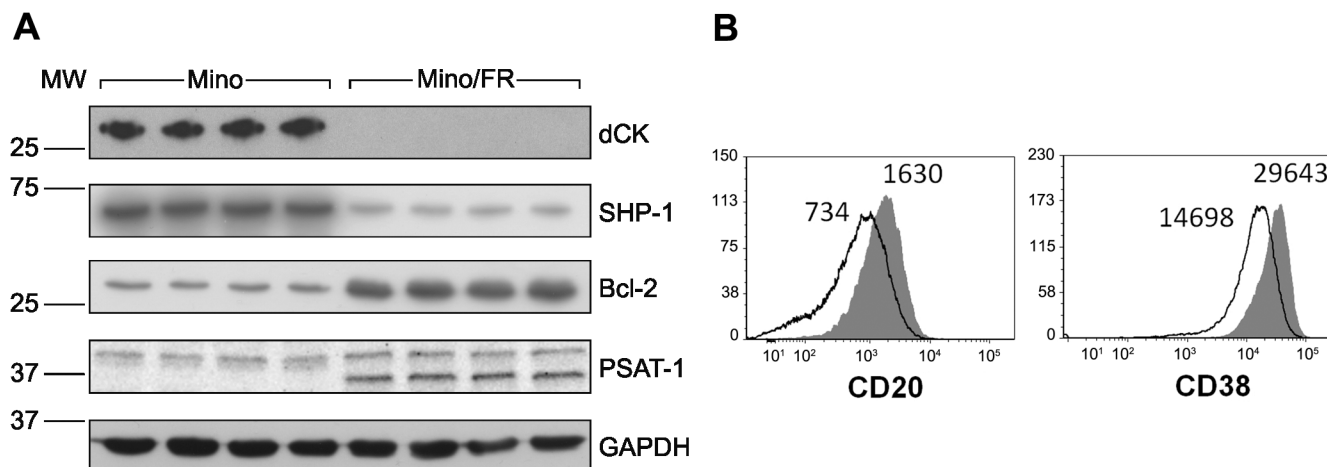 A
MW Mino Mino/FR
dCK
25
75
SHP-1
Bcl-2
25
PSAT-1
37
37
GAPDH
B
150
113
75
38
0
734
1630
10¹ 10² 10³ 10⁴ 10⁵
CD20
230
173
115
58
0
14698
29643
10¹ 10² 10³ 10⁴ 10⁵
CD38